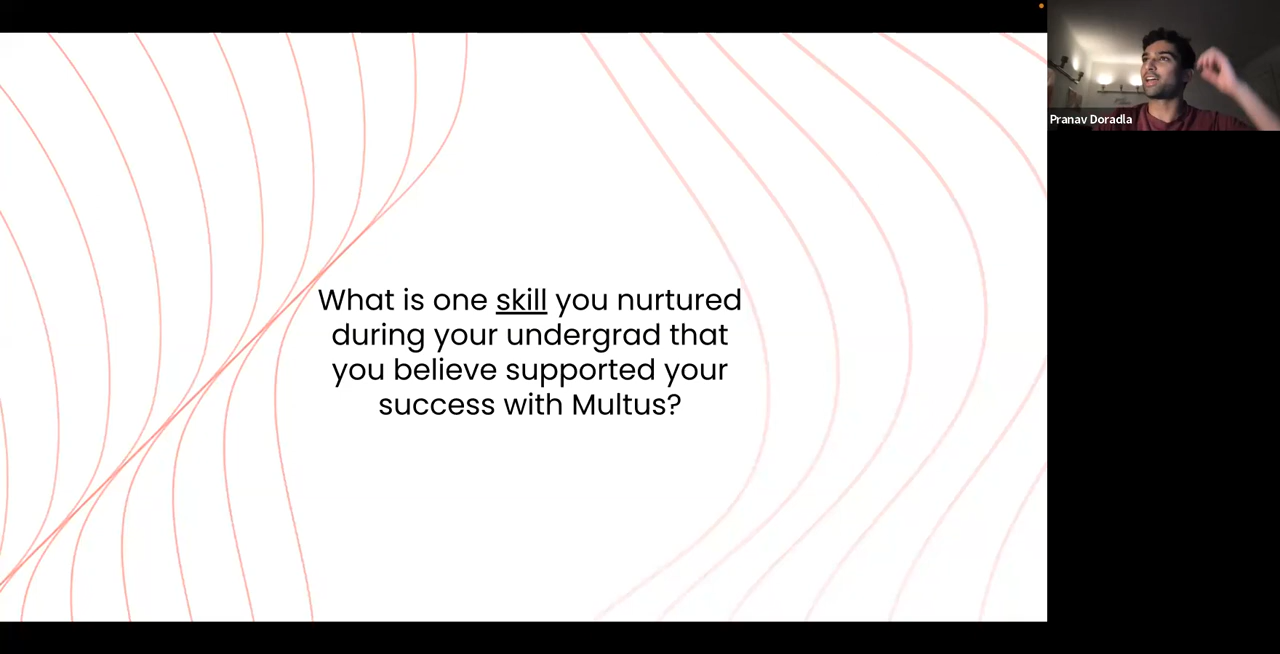 What is one skill you nurtured
during your undergrad that
you believe supported your
success with Multus?
Pranav Doradla